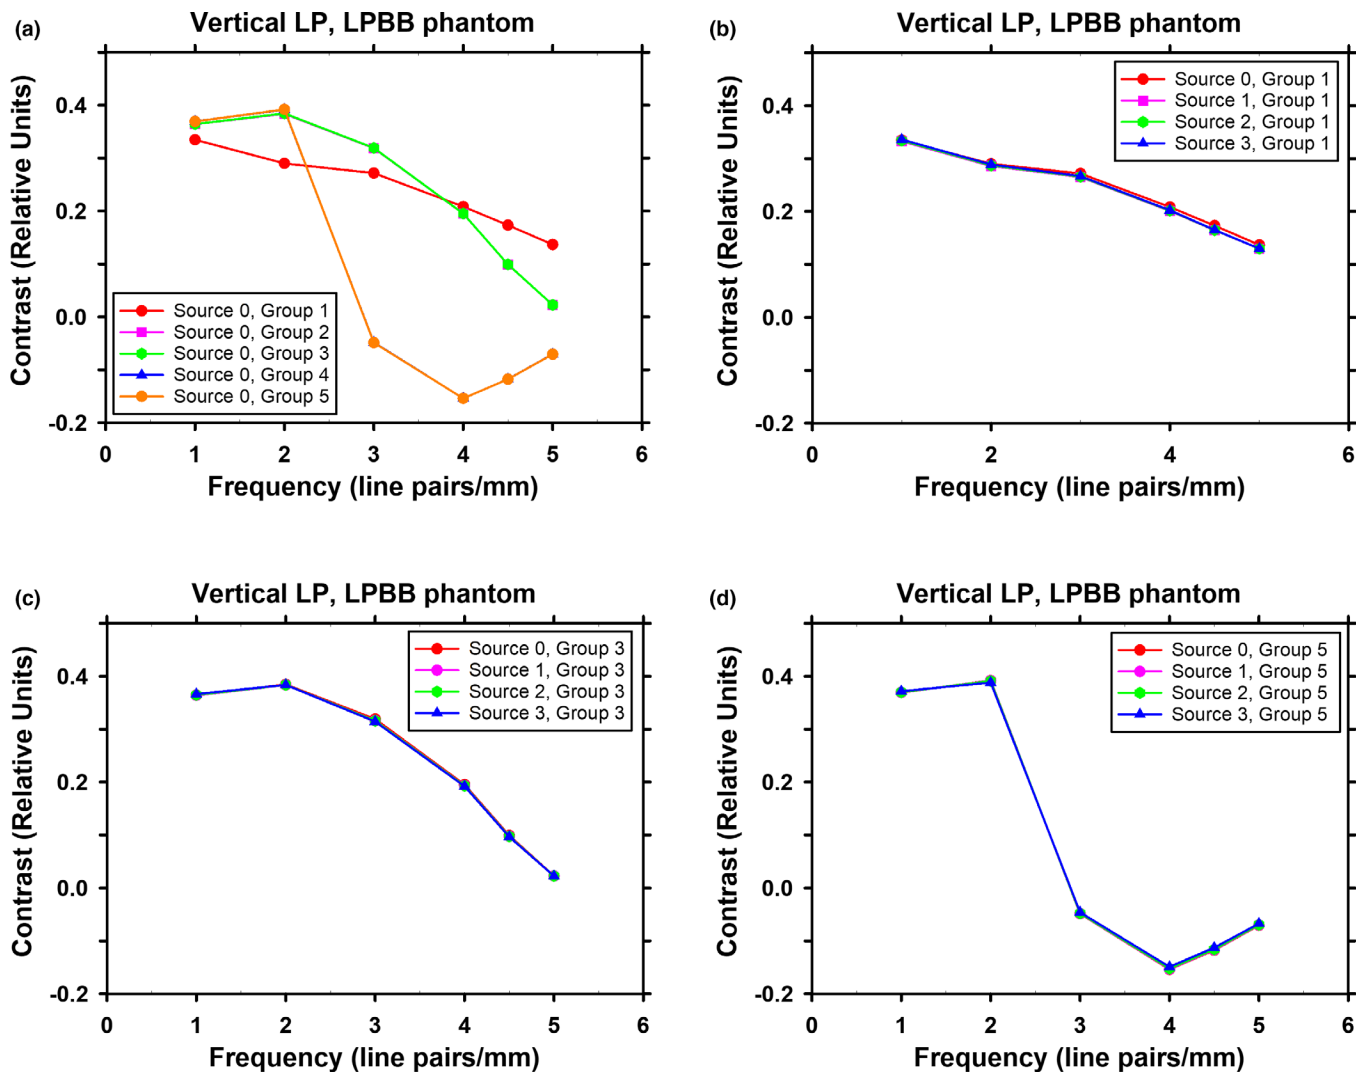 (a)
Vertical LP, LPBB phantom
Contrast (Relative Units)
0.4
0.2
0.0
-0.2
Source 0, Group 1
Source 0, Group 2
Source 0, Group 3
Source 0, Group 4
Source 0, Group 5
0 1 2 3 4 5 6
Frequency (line pairs/mm)
(b)
Vertical LP, LPBB phantom
Contrast (Relative Units)
0.4
0.2
0.0
-0.2
Source 0, Group 1
Source 1, Group 1
Source 2, Group 1
Source 3, Group 1
0 2 4 6
Frequency (line pairs/mm)
(c)
Vertical LP, LPBB phantom
Contrast (Relative Units)
0.4
0.2
0.0
-0.2
Source 0, Group 3
Source 1, Group 3
Source 2, Group 3
Source 3, Group 3
0 1 2 3 4 5 6
Frequency (line pairs/mm)
(d)
Vertical LP, LPBB phantom
Contrast (Relative Units)
0.4
0.2
0.0
-0.2
Source 0, Group 5
Source 1, Group 5
Source 2, Group 5
Source 3, Group 5
0 1 2 3 4 5 6
Frequency (line pairs/mm)